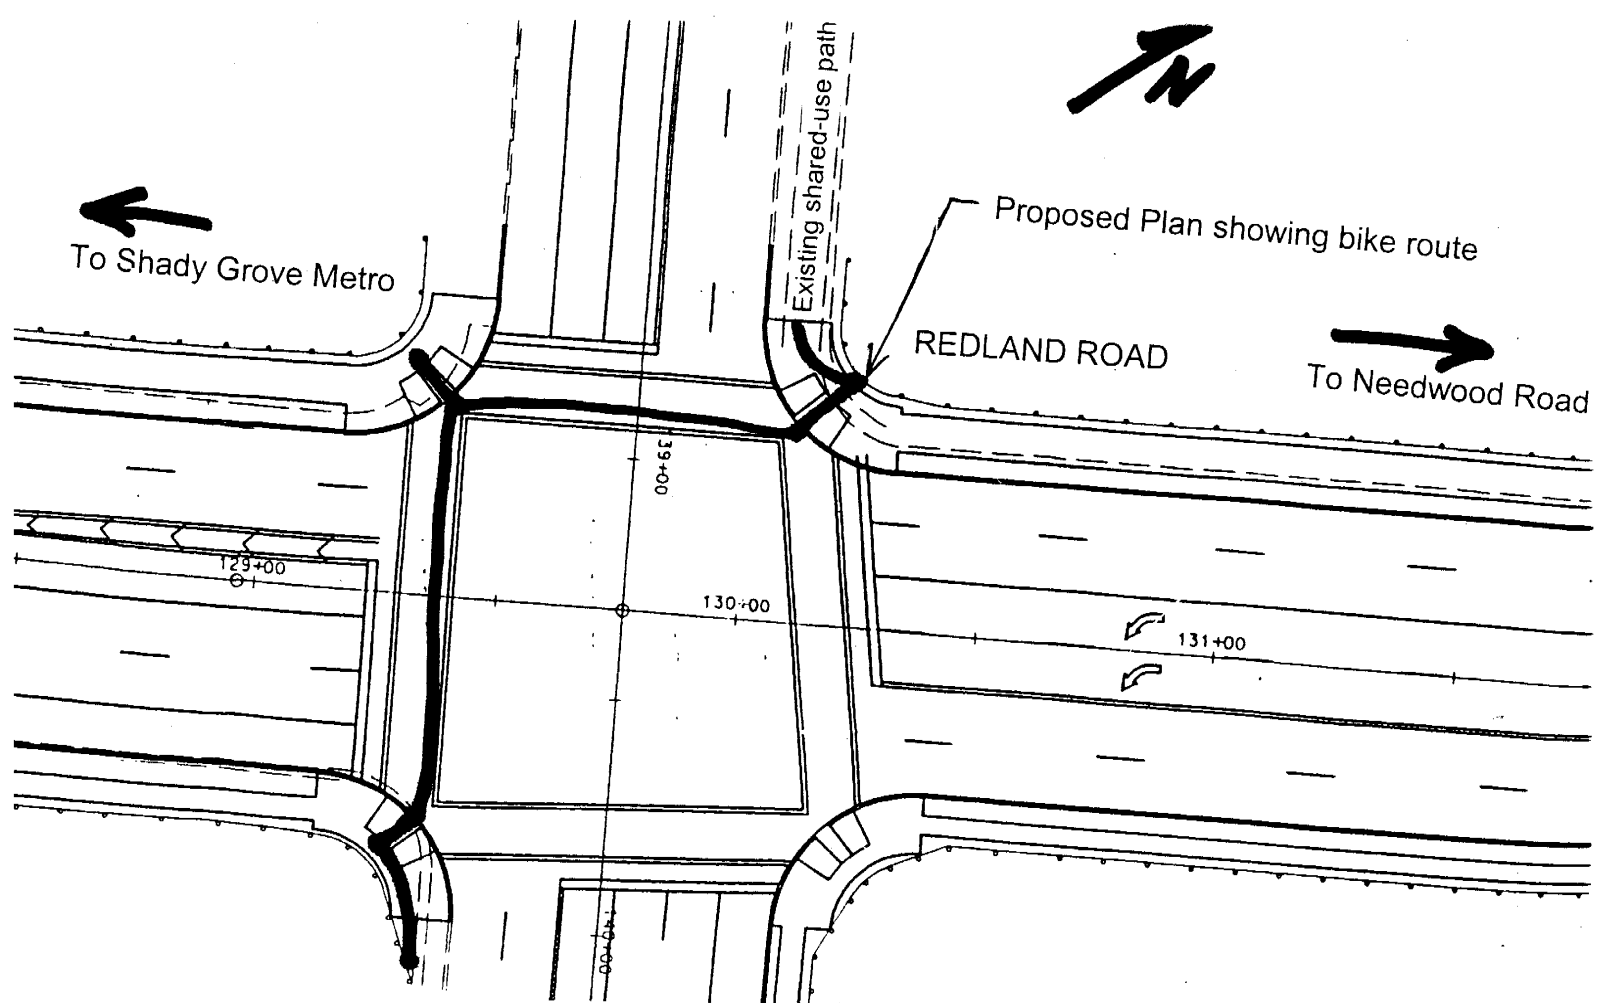 N
Existing shared-use path
Proposed Plan showing bike route
To Shady Grove Metro
REDLAND ROAD
To Needwood Road
39+00
129+00
130+00
131+00
140+00